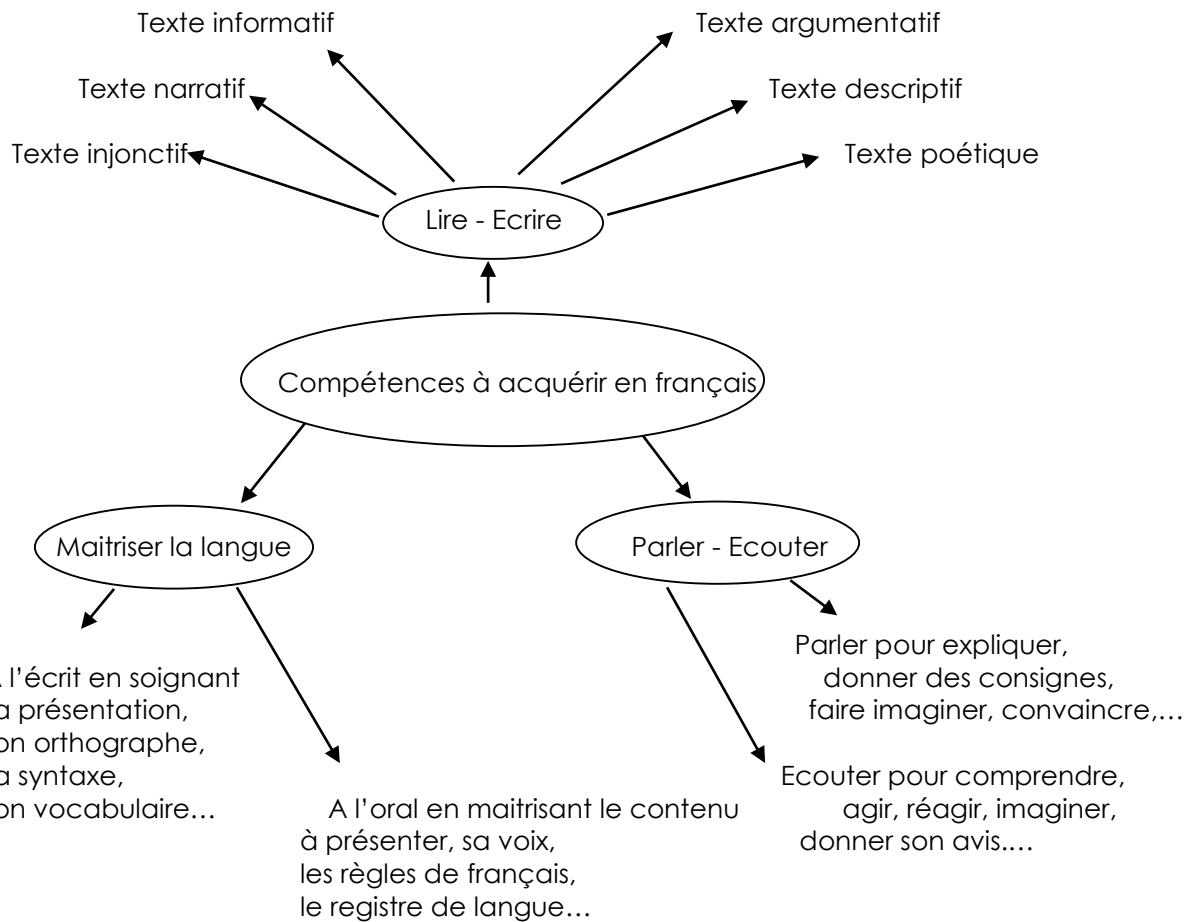 Texte informatif
Texte argumentatif
Texte narratif
Texte descriptif
Texte injonctif
Texte poétique
Lire - Ecrire
Compétences à acquérir en français
Maitriser la langue
Parler - Ecouter
l'écrit en soignant
a présentation,
on orthographe,
a syntaxe,
on vocabulaire…
A l'oral en maitrisant le contenu
à présenter, sa voix,
les règles de français,
le registre de langue…
Parler pour expliquer,
donner des consignes,
faire imaginer, convaincre,…
Ecouter pour comprendre,
agir, réagir, imaginer,
donner son avis.…